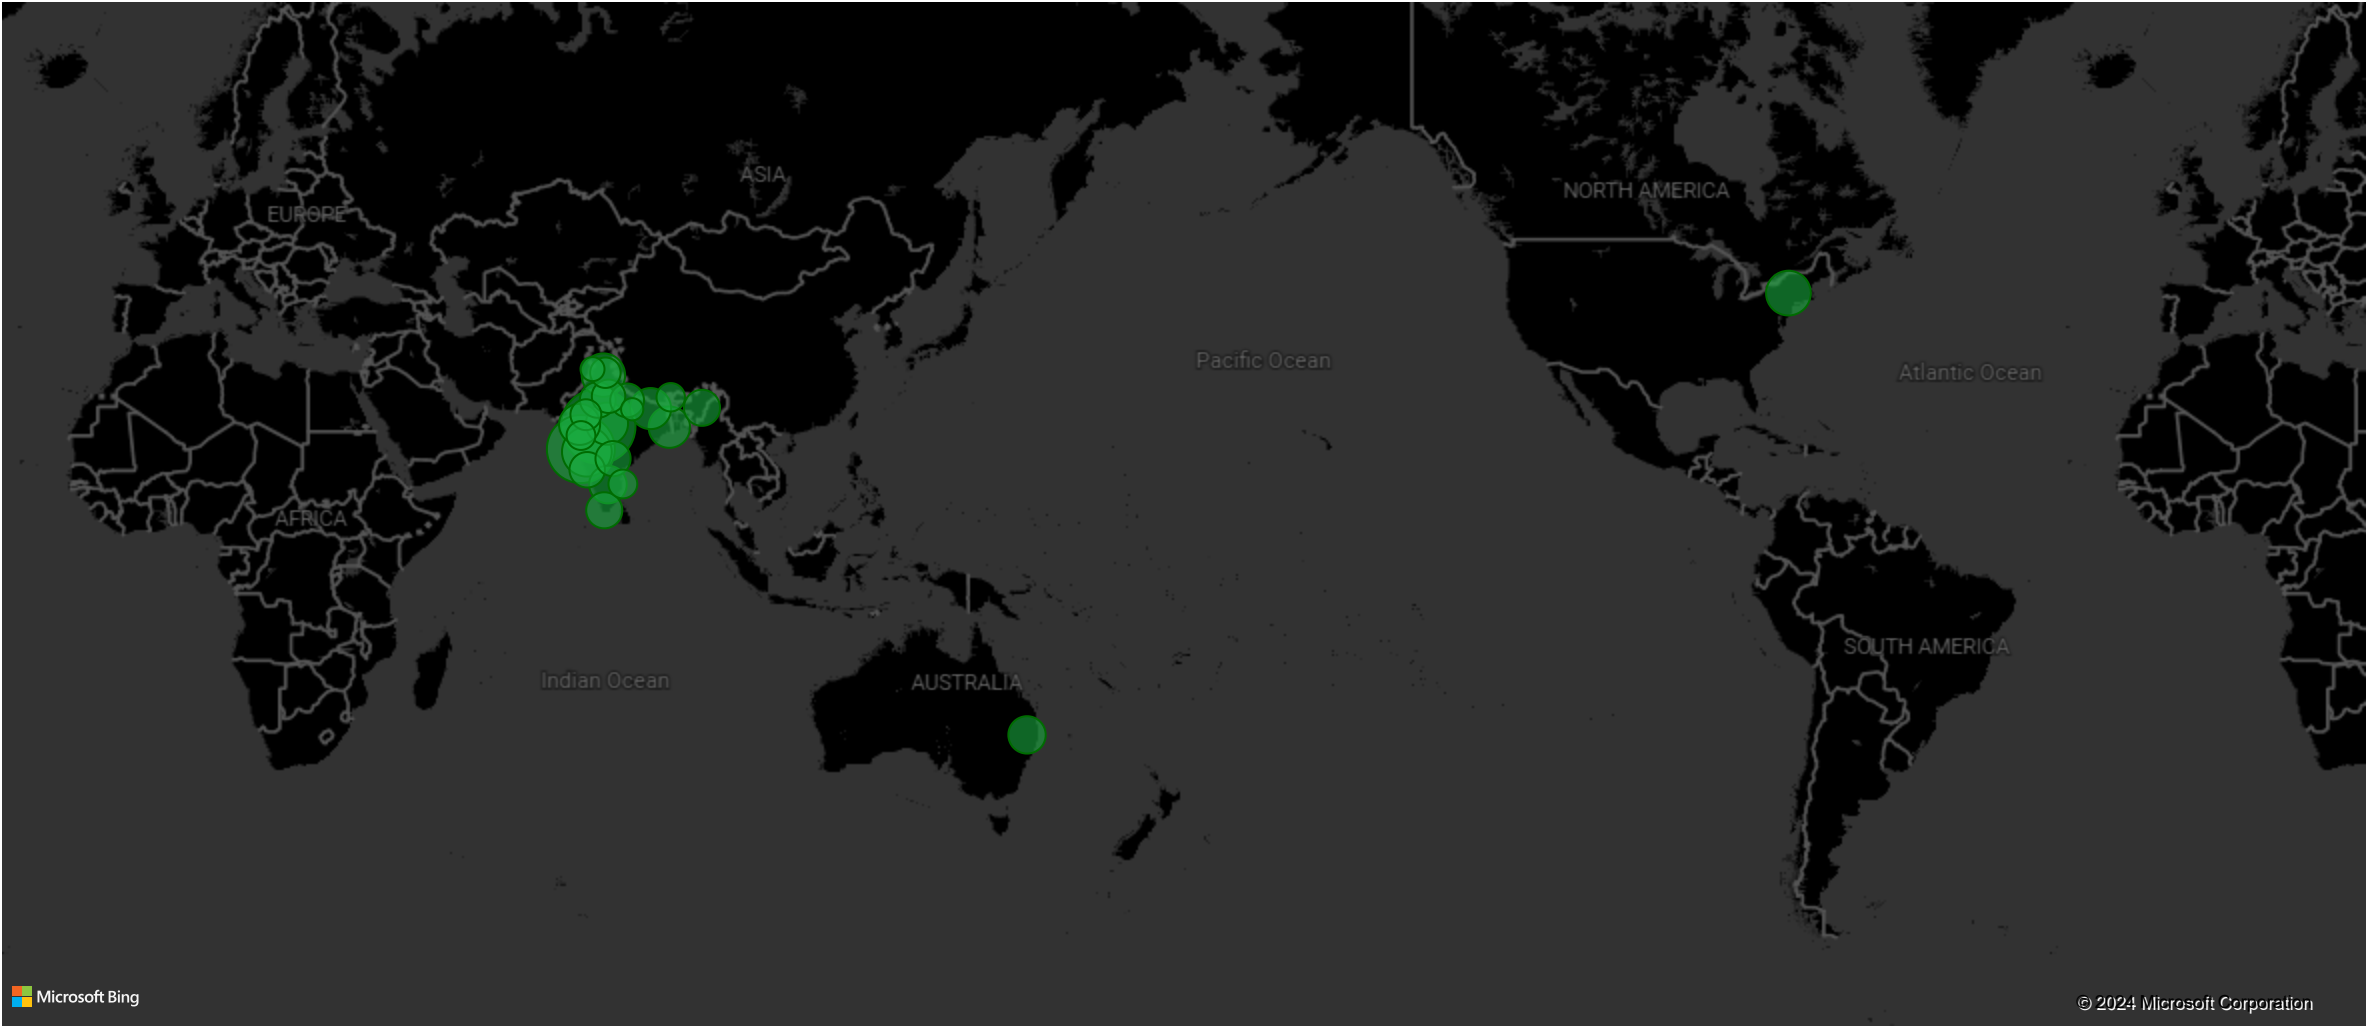 ASIA
NORTH AMERICA
EUROPE
Pacific Ocean
Atlantic Ocean
AFRICA
SOUTH AMERICA
Indian Ocean
AUSTRALIA
Microsoft Bing
© 2024 Microsoft Corporation